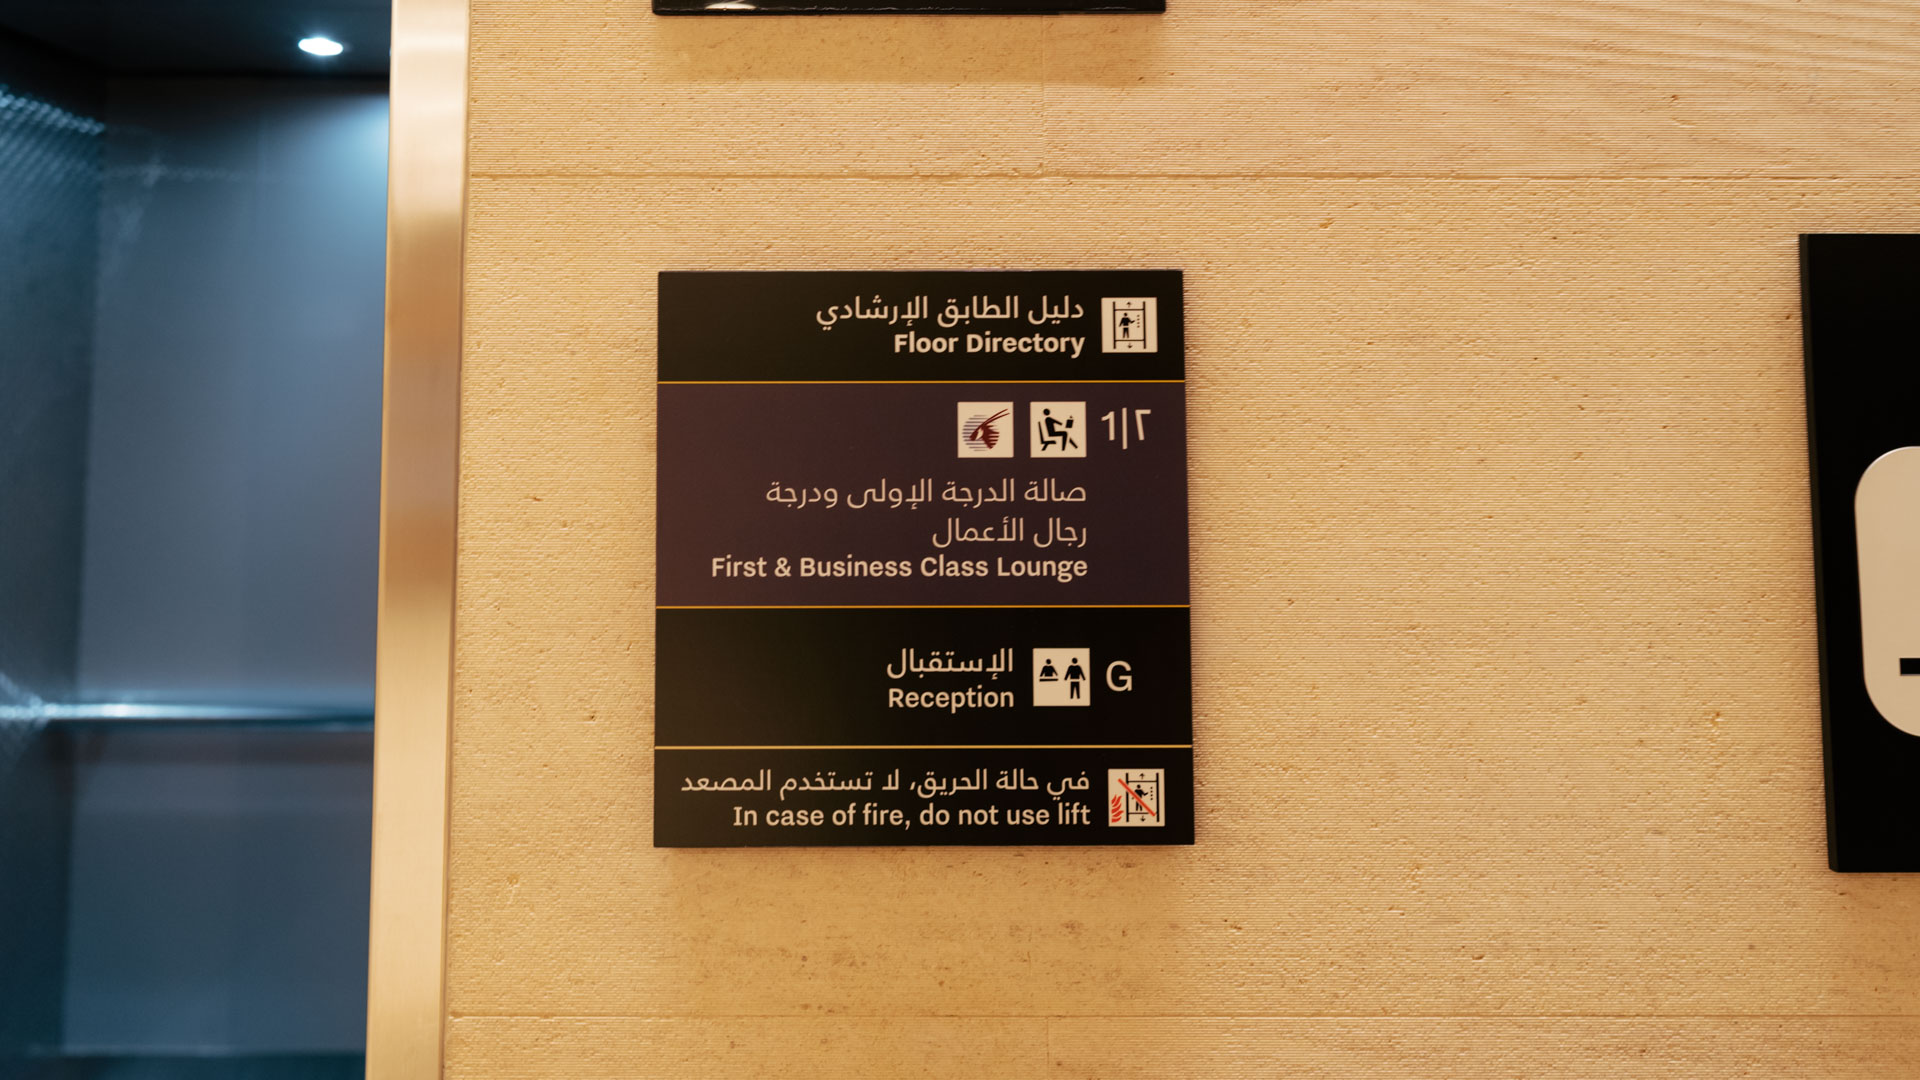 دليل الطابق الإرشادي
Floor Directory
1|٢
صالة الدرجة الإولى ودرجة
رجال الأعمال
First & Business Class Lounge
G
الإستقبال
Reception
في حالة الحريق، لا تستخدم المصعد
In case of fire, do not use lift